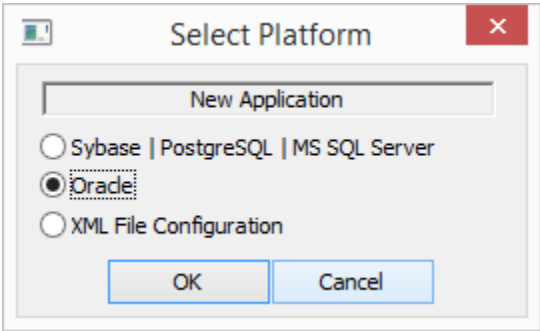 Select Platform
New Application
Sybase | PostgreSQL | MS SQL Server
Oracle
XML File Configuration
OK
Cancel